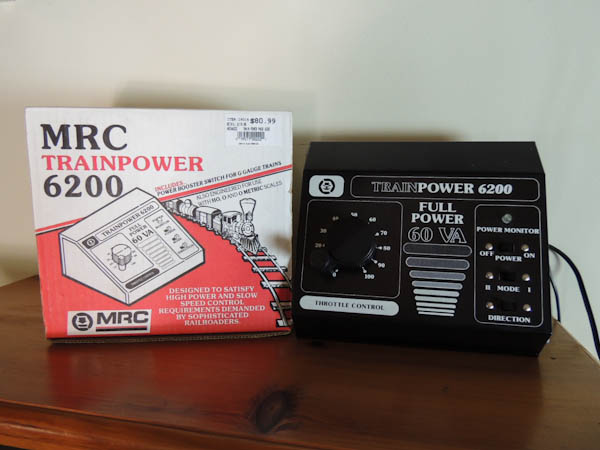 $80.99
MRC
TRAINPOWER
6200
INCLUDES:
POWER BOOSTER SWITCH FOR G GAUGE TRAINS
ALSO ENGINEERED FOR USE
WITH HO, O AND O METRIC SCALES
TRAINPOWER 6200
FULL
POWER
60 VA
DESIGNED TO SATISFY
HIGH POWER AND SLOW
SPEED CONTROL
REQUIREMENTS DEMANDED
BY SOPHISTICATED
RAILROADERS.
MRC
TRAINPOWER 6200
FULL
POWER
60 VA
20
30
60
70
80
90
100
THROTTLE CONTROL
POWER MONITOR
OFF POWER ON
II MODE I
DIRECTION